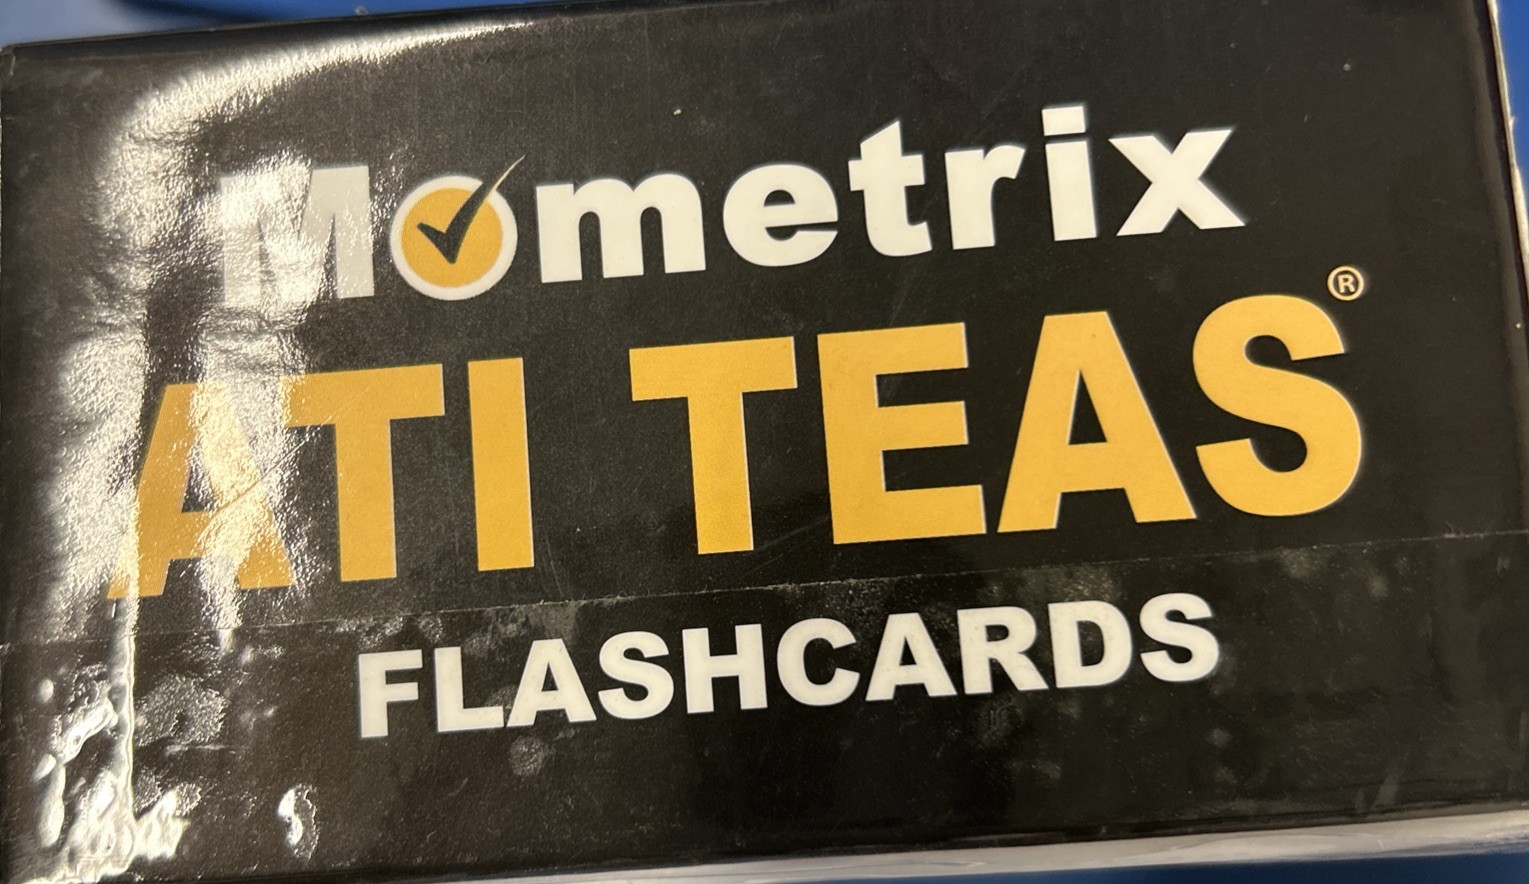 Mometrix
ATI TEAS®
FLASHCARDS